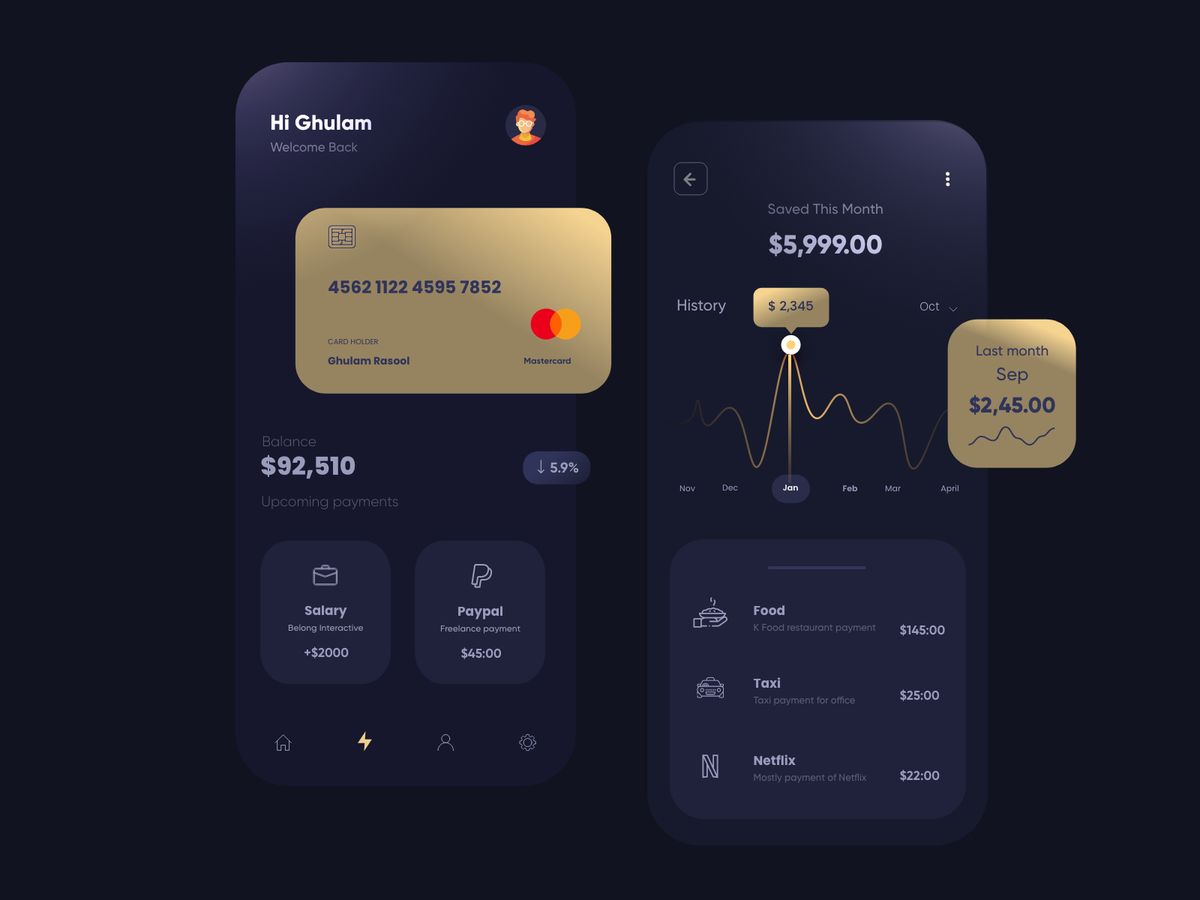 Hi Ghulam
Welcome Back
4562 1122 4595 7852
CARD HOLDER
Ghulam Rasool
Mastercard
Balance
$92,510
↓ 5.9%
Upcoming payments
Salary
Belong Interactive
+$2000
Paypal
Freelance payment
$45:00
Saved This Month
$5,999.00
History
$ 2,345
Oct
Last month
Sep
$2,45.00
Nov Dec Jan Feb Mar April
Food
K Food restaurant payment
$145:00
Taxi
Taxi payment for office
$25:00
Netflix
Mostly payment of Netflix
$22:00